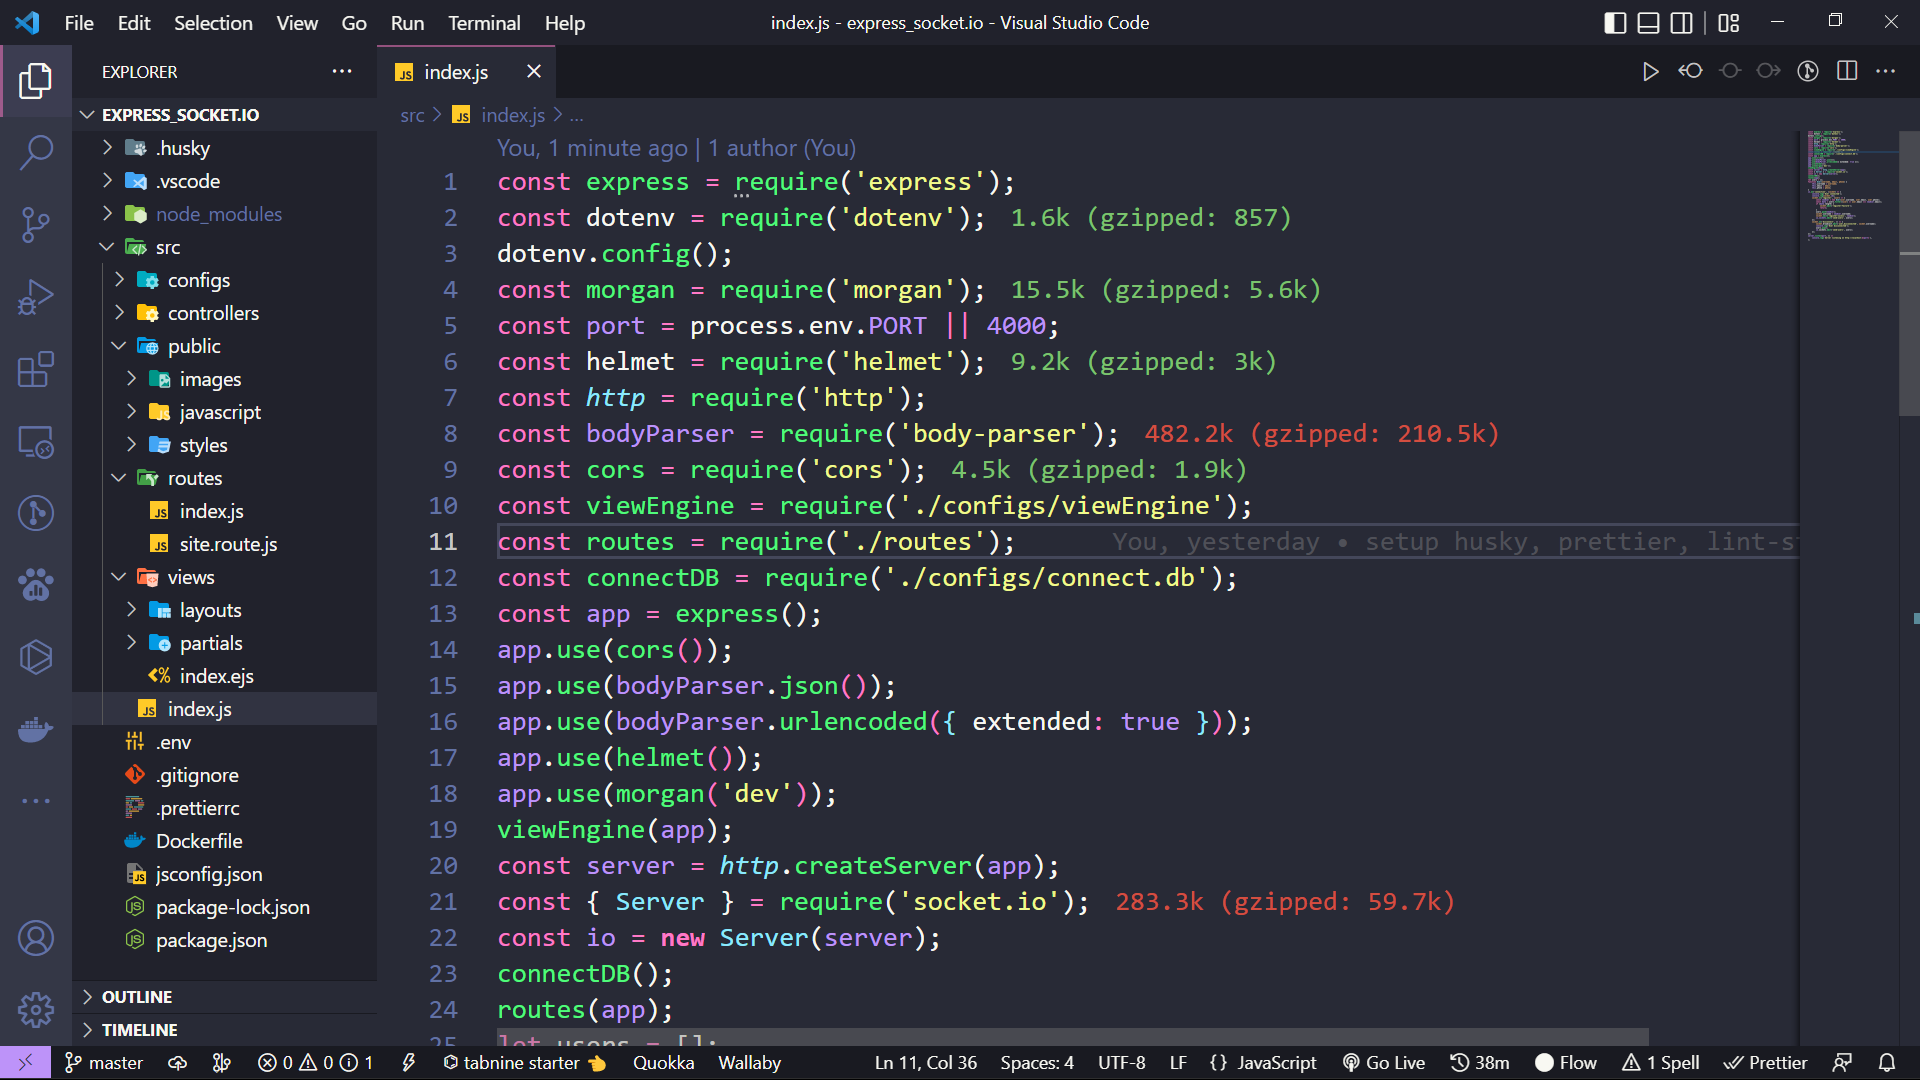 File Edit Selection View Go Run Terminal Help
index.js - express_socket.io - Visual Studio Code
EXPLORER
EXPRESS_SOCKET.IO
.husky
.vscode
node_modules
src
configs
controllers
public
images
javascript
styles
routes
index.js
site.route.js
views
layouts
partials
index.ejs
index.js
.env
.gitignore
.prettierrc
Dockerfile
jsconfig.json
package-lock.json
package.json
OUTLINE
TIMELINE
index.js
src > index.js > ...
You, 1 minute ago | 1 author (You)
1 const express = require('express');
2 const dotenv = require('dotenv'); 1.6k (gzipped: 857)
3 dotenv.config();
4 const morgan = require('morgan'); 15.5k (gzipped: 5.6k)
5 const port = process.env.PORT || 4000;
6 const helmet = require('helmet'); 9.2k (gzipped: 3k)
7 const http = require('http');
8 const bodyParser = require('body-parser'); 482.2k (gzipped: 210.5k)
9 const cors = require('cors'); 4.5k (gzipped: 1.9k)
10 const viewEngine = require('./configs/viewEngine');
11 const routes = require('./routes'); You, yesterday • setup husky, prettier, lint-s
12 const connectDB = require('./configs/connect.db');
13 const app = express();
14 app.use(cors());
15 app.use(bodyParser.json());
16 app.use(bodyParser.urlencoded({ extended: true }));
17 app.use(helmet());
18 app.use(morgan('dev'));
19 viewEngine(app);
20 const server = http.createServer(app);
21 const { Server } = require('socket.io'); 283.3k (gzipped: 59.7k)
22 const io = new Server(server);
23 connectDB();
24 routes(app);
25 let users = [];
master 0 0 1 tabnine starter Quokka Wallaby Ln 11, Col 36 Spaces: 4 UTF-8 LF {} JavaScript Go Live 38m Flow 1 Spell Prettier